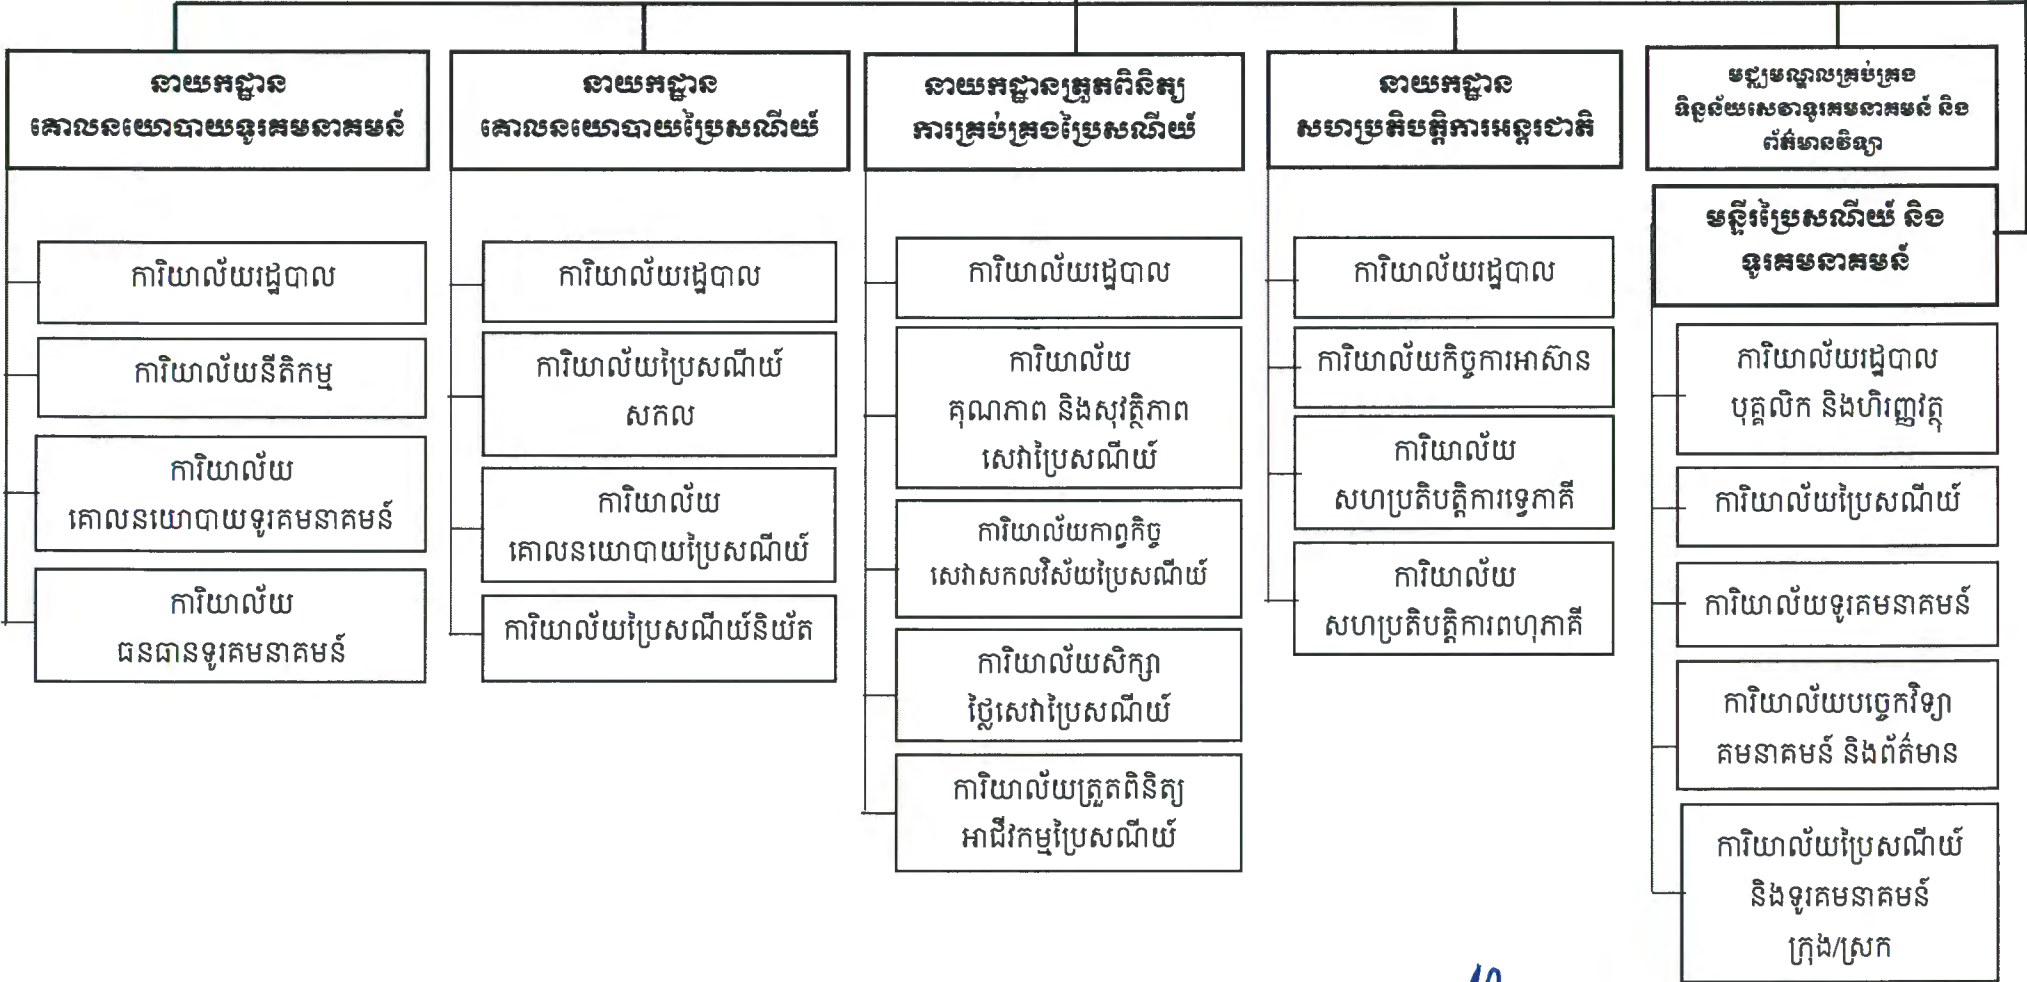 នាយកដ្ឋាន
គោលនយោបាយទូរគមនាគមន៍
ការិយាល័យរដ្ឋបាល
ការិយាល័យនីតិកម្ម
ការិយាល័យ
គោលនយោបាយទូរគមនាគមន៍
ការិយាល័យ
ធនធានទូរគមនាគមន៍
នាយកដ្ឋាន
គោលនយោបាយប្រៃសណីយ៍
ការិយាល័យរដ្ឋបាល
ការិយាល័យប្រៃសណីយ៍
សកល
ការិយាល័យ
គោលនយោបាយប្រៃសណីយ៍
ការិយាល័យប្រៃសណីយ៍និយ័ត
នាយកដ្ឋានត្រួតពិនិត្យ
ការគ្រប់គ្រងប្រៃសណីយ៍
ការិយាល័យរដ្ឋបាល
ការិយាល័យ
គុណភាព និងសុវត្ថិភាព
សេវាប្រៃសណីយ៍
ការិយាល័យកាព្វកិច្ច
សេវាសកលវិស័យប្រៃសណីយ៍
ការិយាល័យសិក្សា
ថ្លៃសេវាប្រៃសណីយ៍
ការិយាល័យត្រួតពិនិត្យ
អាជីវកម្មប្រៃសណីយ៍
នាយកដ្ឋាន
សហប្រតិបត្តិការអន្តរជាតិ
ការិយាល័យរដ្ឋបាល
ការិយាល័យកិច្ចការអាស៊ាន
ការិយាល័យ
សហប្រតិបត្តិការទ្វេភាគី
ការិយាល័យ
សហប្រតិបត្តិការពហុភាគី
មជ្ឈមណ្ឌលគ្រប់គ្រង
ទិន្នន័យសេវាទូរគមនាគមន៍ និង
ព័ត៌មានវិទ្យា
មន្ទីរប្រៃសណីយ៍ និង
ទូរគមនាគមន៍
ការិយាល័យរដ្ឋបាល
បុគ្គលិក និងហិរញ្ញវត្ថុ
ការិយាល័យប្រៃសណីយ៍
ការិយាល័យទូរគមនាគមន៍
ការិយាល័យបច្ចេកវិទ្យា
គមនាគមន៍ និងព័ត៌មាន
ការិយាល័យប្រៃសណីយ៍
និងទូរគមនាគមន៍
ក្រុង/ស្រុក